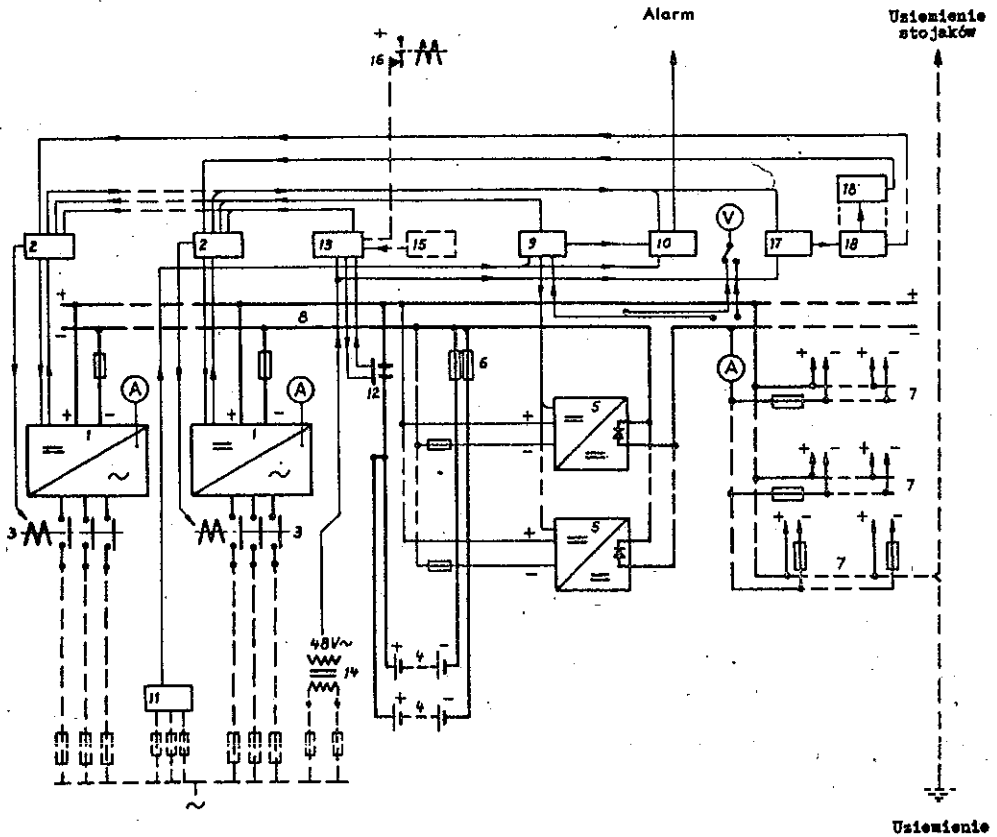 Alarm
Uziemienie
stojaków
+
16
18
2
2
13
15
9
10
V
17
18
+
+
8
-
-
A
12
6
+ - + -
7
A
A
5
+ -
+ -
+
-
1
1
~
~
+ - + -
7
3
3
5
+
-
+ - + -
7
48V~
14
+ 4 -
11
+ 4 -
~
Uziemienie